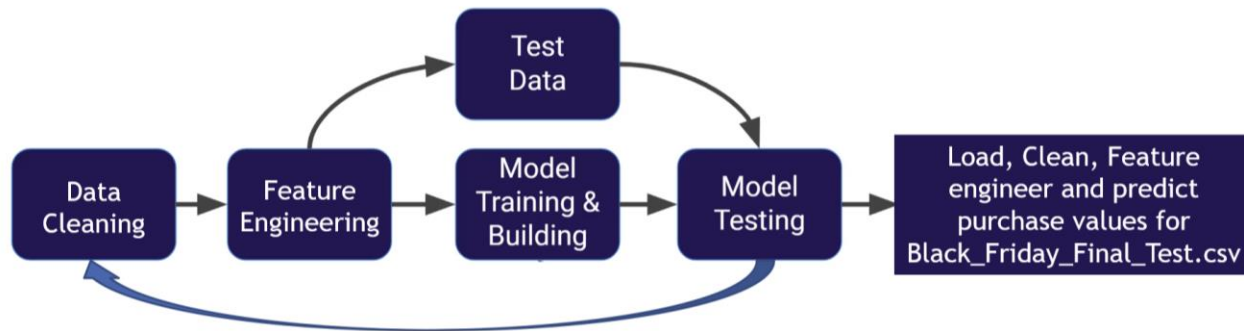 Test
Data
Data
Cleaning
Feature
Engineering
Model
Training &
Building
Model
Testing
Load, Clean, Feature
engineer and predict
purchase values for
Black_Friday_Final_Test.csv